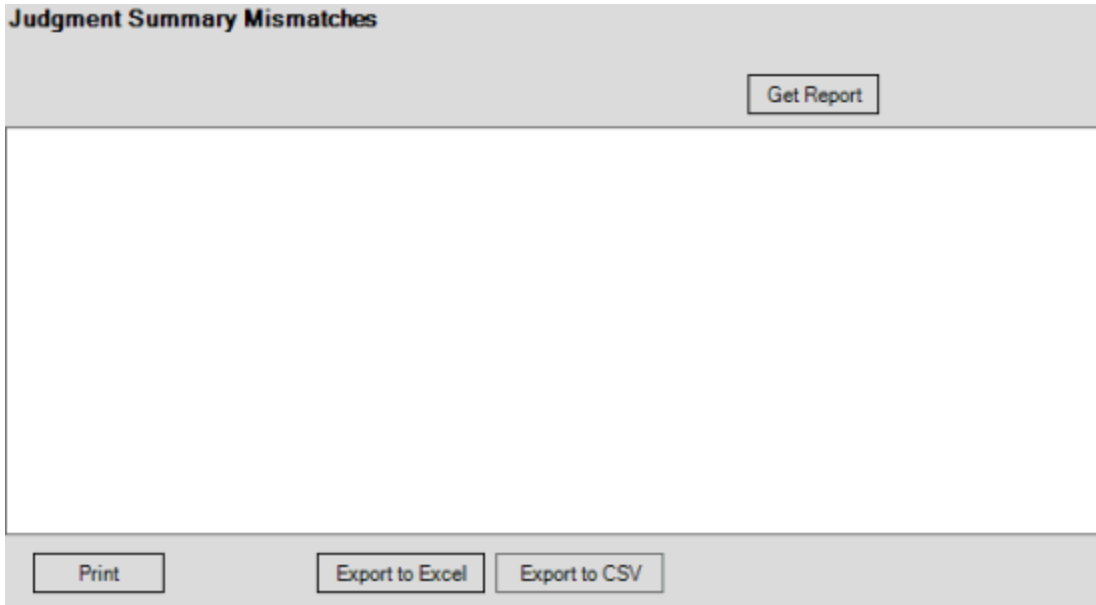 Judgment Summary Mismatches
Get Report
Print Export to Excel Export to CSV